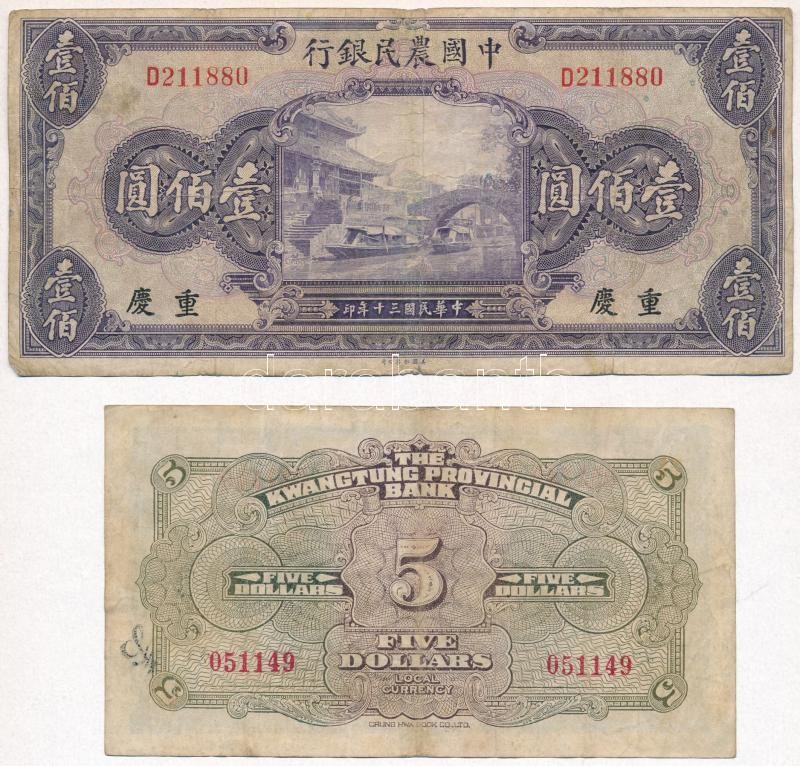 中國農民銀行
D211880 D211880
壹佰 壹佰
壹佰圓 壹佰圓
壹佰 壹佰
重慶 重慶
中華民國三十年印
darabanth
THE
KWANGTUNG PROVINCIAL
BANK
5 5
5
FIVE DOLLARS
FIVE DOLLARS
051149 051149
FIVE
DOLLARS
LOCAL
CURRENCY
5 5
CHUNG HWA BOOK CO., LTD.